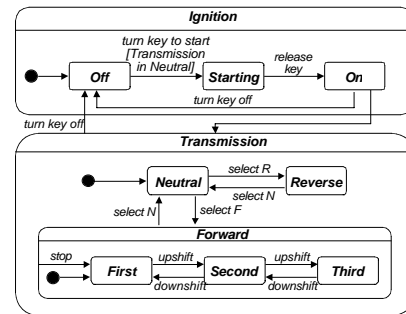 Ignition
turn key to start
[Transmission
in Neutral]
release
key
Off
Starting
On
turn key off
turn key off
Transmission
Neutral
select R
select N
Reverse
select N
select F
Forward
stop
First
upshift
downshift
Second
upshift
downshift
Third